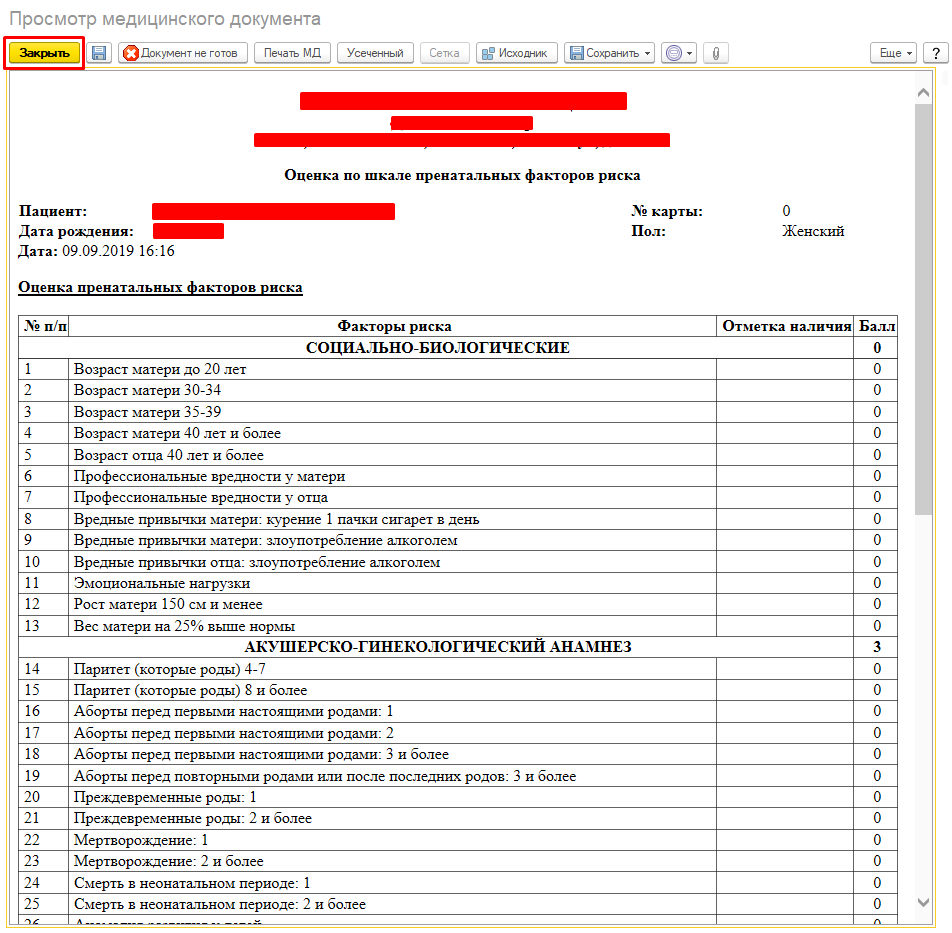 Просмотр медицинского документа
Закрыть Документ не готов Печать МД Усеченный Сетка Исходник Сохранить Еще ?
Оценка по шкале пренатальных факторов риска
Пациент: № карты: 0
Дата рождения: Пол: Женский
Дата: 09.09.2019 16:16
Оценка пренатальных факторов риска
№ п/п Факторы риска Отметка наличия Балл
СОЦИАЛЬНО-БИОЛОГИЧЕСКИЕ 0
1 Возраст матери до 20 лет 0
2 Возраст матери 30-34 0
3 Возраст матери 35-39 0
4 Возраст матери 40 лет и более 0
5 Возраст отца 40 лет и более 0
6 Профессиональные вредности у матери 0
7 Профессиональные вредности у отца 0
8 Вредные привычки матери: курение 1 пачки сигарет в день 0
9 Вредные привычки матери: злоупотребление алкоголем 0
10 Вредные привычки отца: злоупотребление алкоголем 0
11 Эмоциональные нагрузки 0
12 Рост матери 150 см и менее 0
13 Вес матери на 25% выше нормы 0
АКУШЕРСКО-ГИНЕКОЛОГИЧЕСКИЙ АНАМНЕЗ 3
14 Паритет (которые роды) 4-7 0
15 Паритет (которые роды) 8 и более 0
16 Аборты перед первыми настоящими родами: 1 0
17 Аборты перед первыми настоящими родами: 2 0
18 Аборты перед первыми настоящими родами: 3 и более 0
19 Аборты перед повторными родами или после последних родов: 3 и более 0
20 Преждевременные роды: 1 0
21 Преждевременные роды: 2 и более 0
22 Мертворождение: 1 0
23 Мертворождение: 2 и более 0
24 Смерть в неонатальном периоде: 1 0
25 Смерть в неонатальном периоде: 2 и более 0